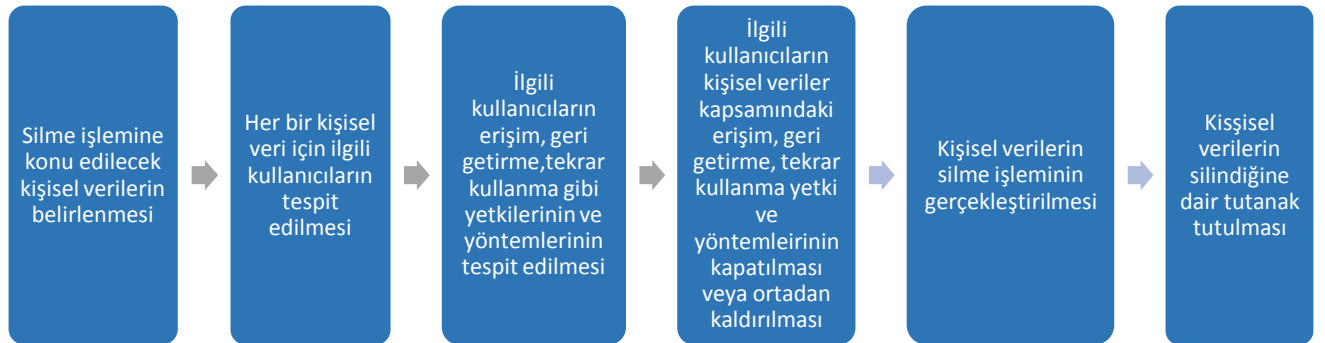 Silme işlemine
konu edilecek
kişisel verilerin
belirlenmesi
Her bir kişisel
veri için ilgili
kullanıcıların
tespit
edilmesi
İlgili
kullanıcıların
erişim, geri
getirme,tekrar
kullanma gibi
yetkilerinin ve
yöntemlerinin
tespit edilmesi
İlgili
kullanıcıların
kişisel veriler
kapsamındaki
erişim, geri
getirme, tekrar
kullanma yetki
ve
yöntemleirinin
kapatılması
veya ortadan
kaldırılması
Kişisel verilerin
silme işleminin
gerçekleştirilmesi
Kisşisel
verilerin
silindiğine
dair tutanak
tutulması